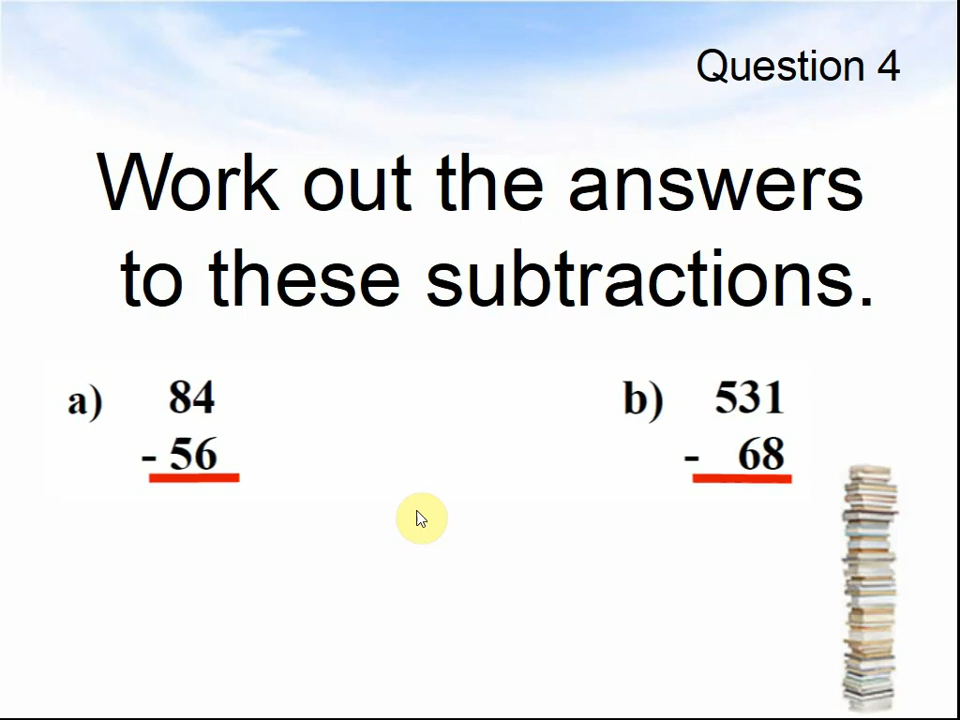 Question 4
Work out the answers
to these subtractions.
a) 84
- 56
b) 531
- 68